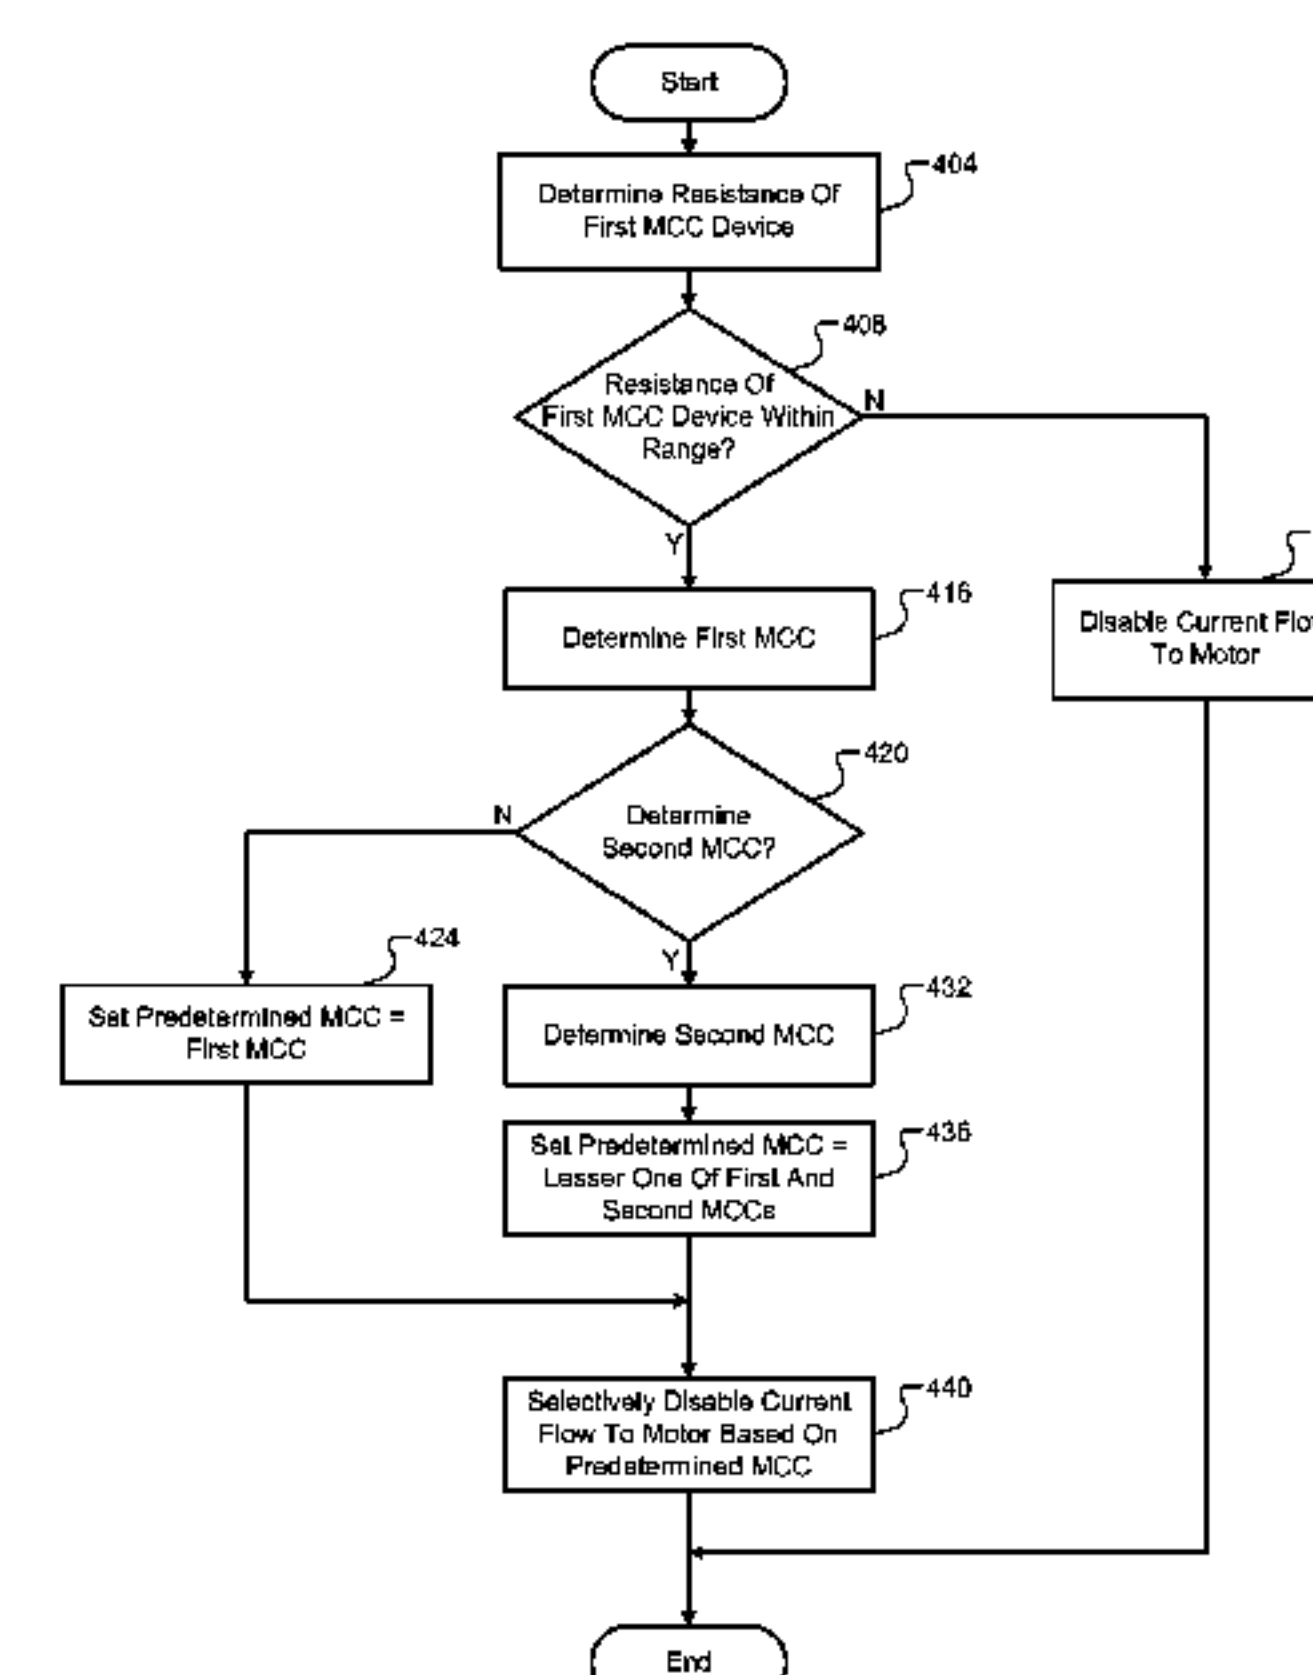 Start
Determine Resistance Of
First MCC Device
404
Resistance Of
First MCC Device Within
Range?
408
N
Y
Determine First MCC
416
Disable Current
To Motor
Determine
Second MCC?
420
N
Y
Set Predetermined MCC =
First MCC
424
Determine Second MCC
432
Set Predetermined MCC =
Lesser One Of First And
Second MCCs
436
Selectively Disable Current
Flow To Motor Based On
Predetermined MCC
440
End